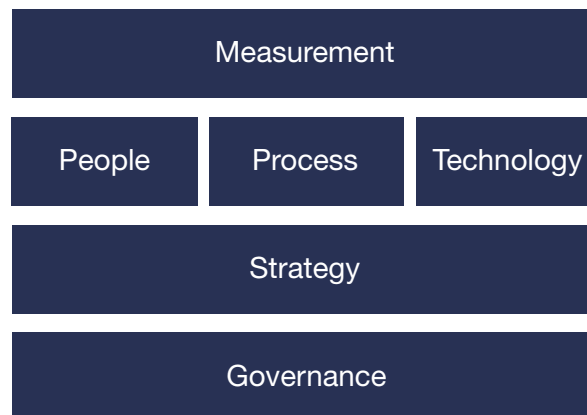 Measurement
People Process Technology
Strategy
Governance